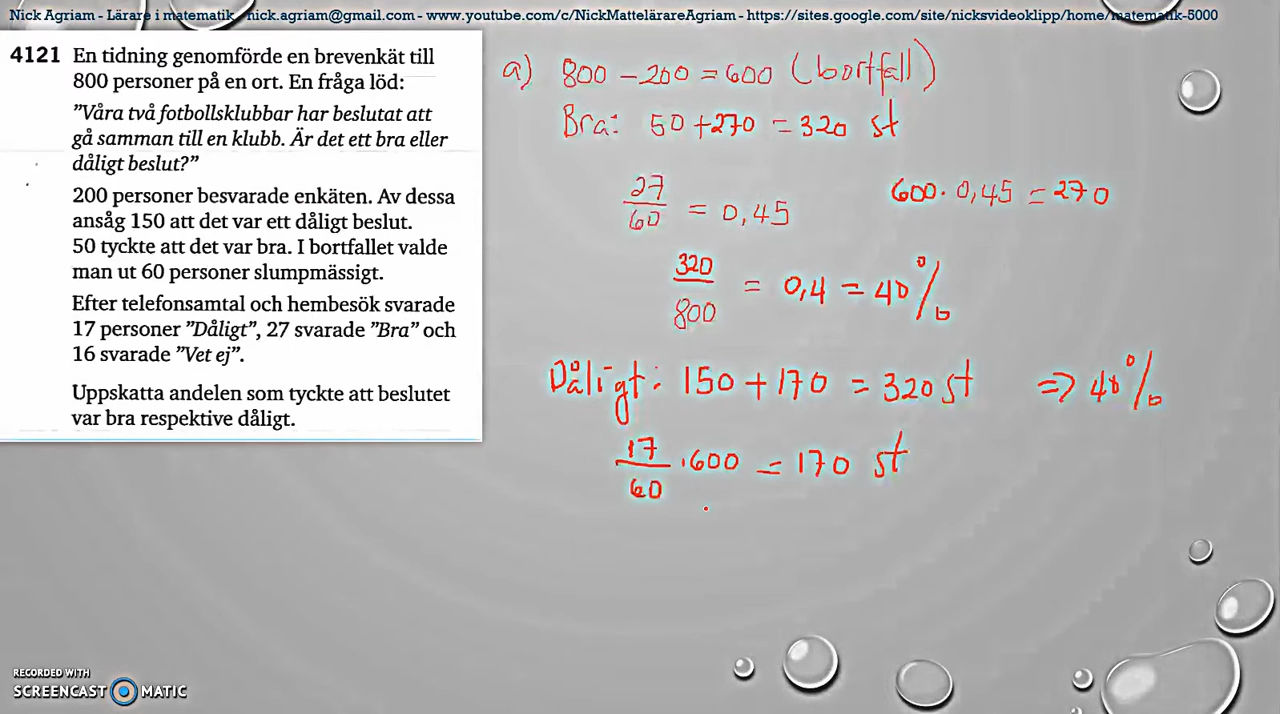 Nick Agriam - Lärare i matematik, nick.agriam@gmail.com - www.youtube.com/c/NickMattelärareAgriam - https://sites.google.com/site/nicksvideoklipp/home/matematik-5000
4121 En tidning genomförde en brevenkät till
800 personer på en ort. En fråga löd:
"Våra två fotbollsklubbar har beslutat att
gå samman till en klubb. Är det ett bra eller
dåligt beslut?"
200 personer besvarade enkäten. Av dessa
ansåg 150 att det var ett dåligt beslut.
50 tyckte att det var bra. I bortfallet valde
man ut 60 personer slumpmässigt.
Efter telefonsamtal och hembesök svarade
17 personer "Dåligt", 27 svarade "Bra" och
16 svarade "Vet ej".
Uppskatta andelen som tyckte att beslutet
var bra respektive dåligt.
a) 800 - 200 = 600 (bortfall)
Bra: 50 + 270 = 320 st
27/60 = 0,45
600 · 0,45 = 270
320/800 = 0,4 = 40%
Dåligt: 150 + 170 = 320 st => 40%
17/60 · 600 = 170 st
RECORDED WITH
SCREENCAST MATIC